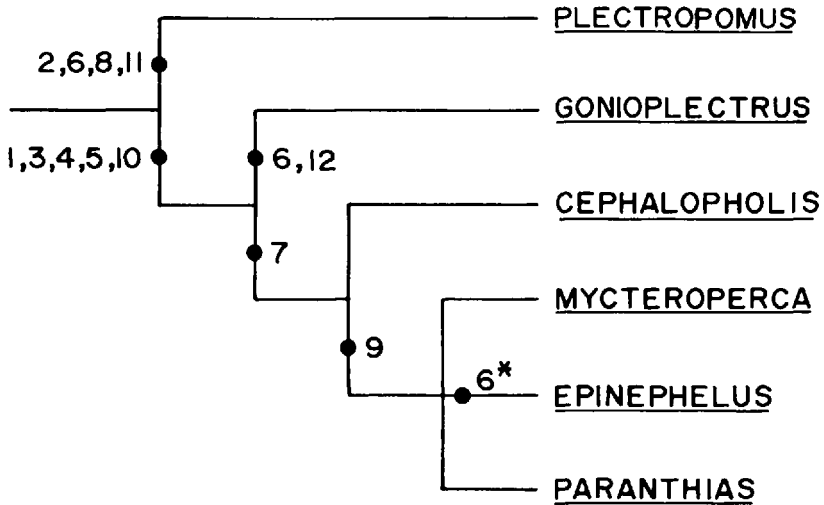 PLECTROPOMUS
2,6,8,11
GONIOPLECTRUS
1,3,4,5,10
6,12
CEPHALOPHOLIS
7
MYCTEROPERCA
9
6*
EPINEPHELUS
PARANTHIAS